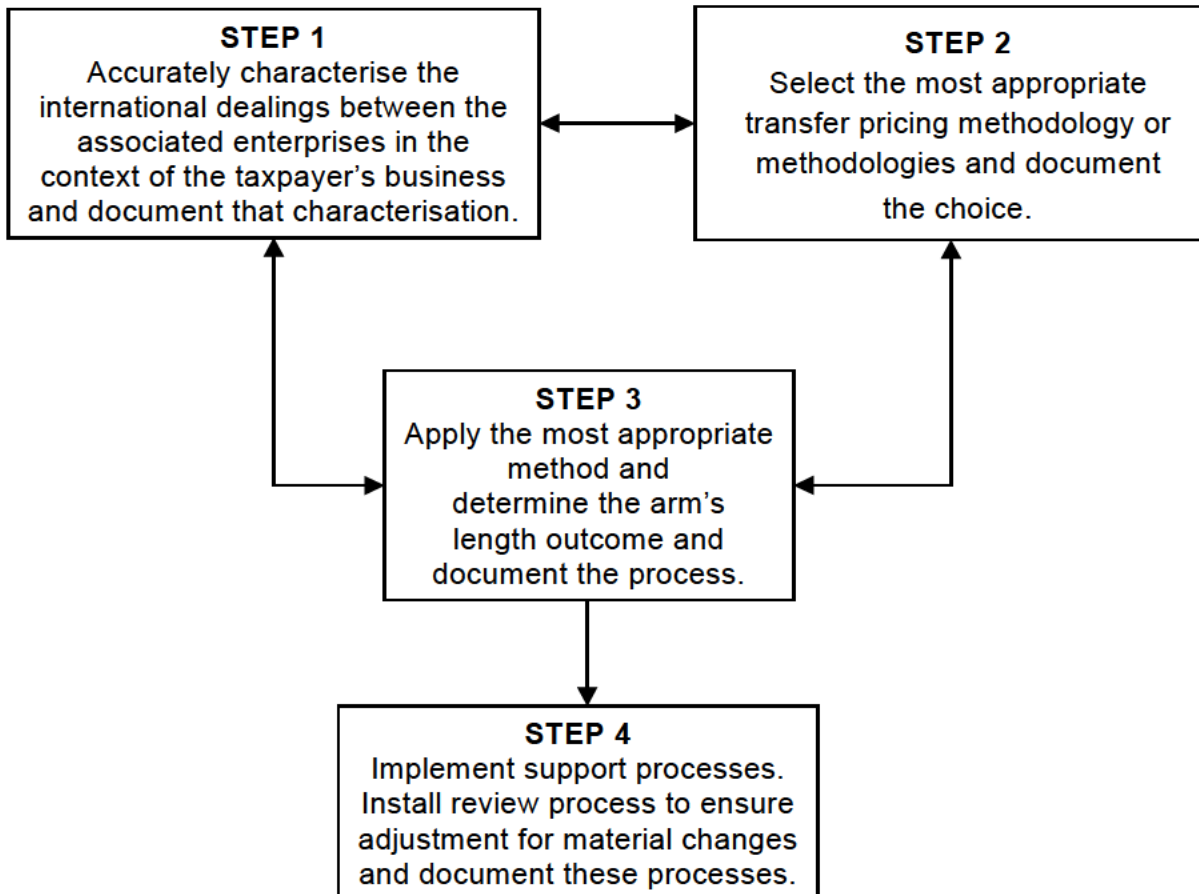 STEP 1
Accurately characterise the
international dealings between the
associated enterprises in the
context of the taxpayer’s business
and document that characterisation.
STEP 2
Select the most appropriate
transfer pricing methodology or
methodologies and document
the choice.
STEP 3
Apply the most appropriate
method and
determine the arm’s
length outcome and
document the process.
STEP 4
Implement support processes.
Install review process to ensure
adjustment for material changes
and document these processes.